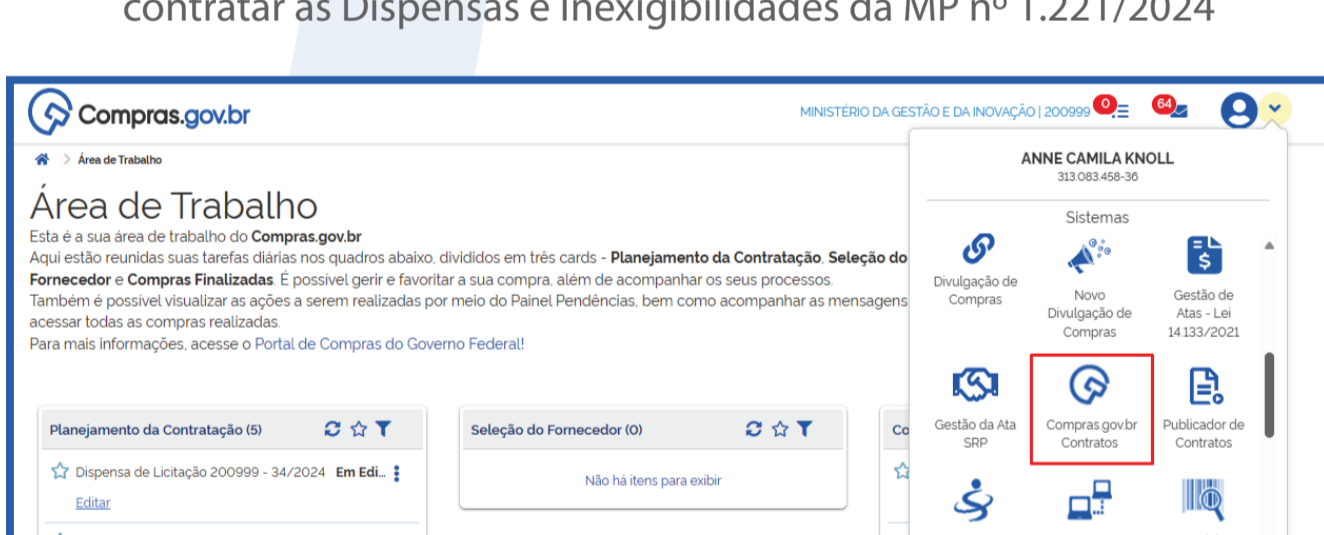 contratar as Dispensas e Inexigibilidades da MP nº 1.221/2024
Compras.gov.br
MINISTÉRIO DA GESTÃO E DA INOVAÇÃO | 200999
0
64
Área de Trabalho
Área de Trabalho
Esta é a sua área de trabalho do Compras.gov.br
Aqui estão reunidas suas tarefas diárias nos quadros abaixo, divididos em três cards - Planejamento da Contratação, Seleção do
Fornecedor e Compras Finalizadas. É possível gerir e favoritar a sua compra, além de acompanhar os seus processos.
Também é possível visualizar as ações a serem realizadas por meio do Painel Pendências, bem como acompanhar as mensagens
acessar todas as compras realizadas.
Para mais informações, acesse o Portal de Compras do Governo Federal!
Planejamento da Contratação (5)
Dispensa de Licitação 200999 - 34/2024 Em Edi...
Editar
Seleção do Fornecedor (0)
Não há itens para exibir
Co
ANNE CAMILA KNOLL
313.083.458-36
Sistemas
Divulgação de
Compras
Novo
Divulgação de
Compras
Gestão de
Atas - Lei
14.133/2021
Gestão da Ata
SRP
Compras.gov.br
Contratos
Publicador de
Contratos